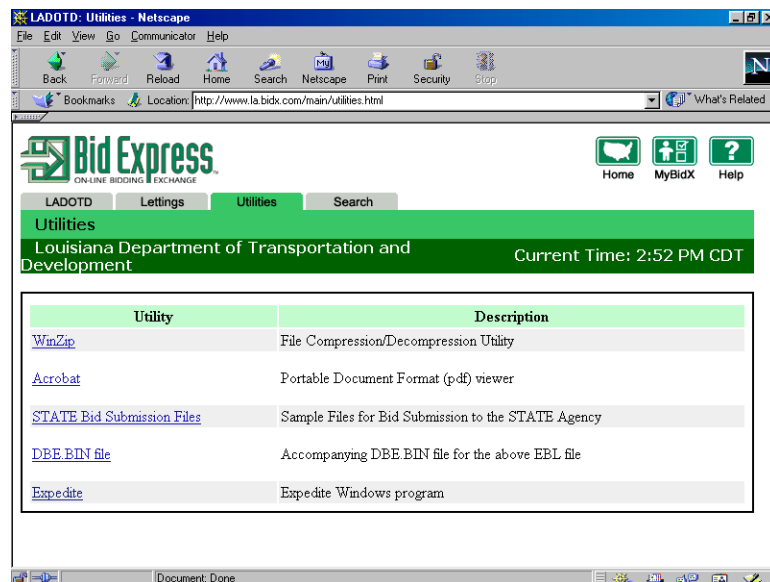 LADOTD: Utilities - Netscape
File Edit View Go Communicator Help
Back Forward Reload Home Search Netscape Print Security Stop
My
N
Bookmarks Location: http://www.la.bidx.com/main/utilities.html What's Related
Bid Express
ON-LINE BIDDING EXCHANGE
Home MyBidX Help
LADOTD Lettings Utilities Search
Utilities
Louisiana Department of Transportation and
Development
Current Time: 2:52 PM CDT
Utility Description
WinZip File Compression/Decompression Utility
Acrobat Portable Document Format (pdf) viewer
STATE Bid Submission Files Sample Files for Bid Submission to the STATE Agency
DBE.BIN file Accompanying DBE.BIN file for the above EBL file
Expedite Expedite Windows program
Document: Done